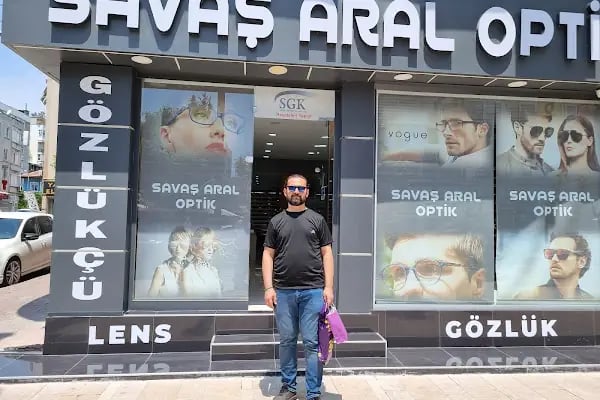 SAVAŞ ARAL OPTİ
GÖZLÜKÇÜ
SGK
SAVAŞ ARAL
OPTİK
vogue
SAVAŞ ARAL
OPTİK
SAVAŞ ARAL
OPTİK
LENS
GÖZLÜK